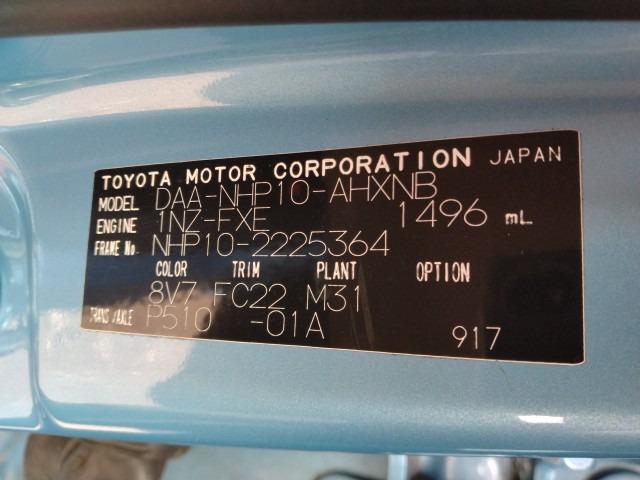 TOYOTA MOTOR CORPORATION JAPAN
MODEL DAA-NHP10-AHXNB
ENGINE 1NZ-FXE 1496 mL
FRAME No. NHP10-2225364
COLOR TRIM PLANT OPTION
8V7 FC22 M31
TRANS/AXLE P510 -01A 917